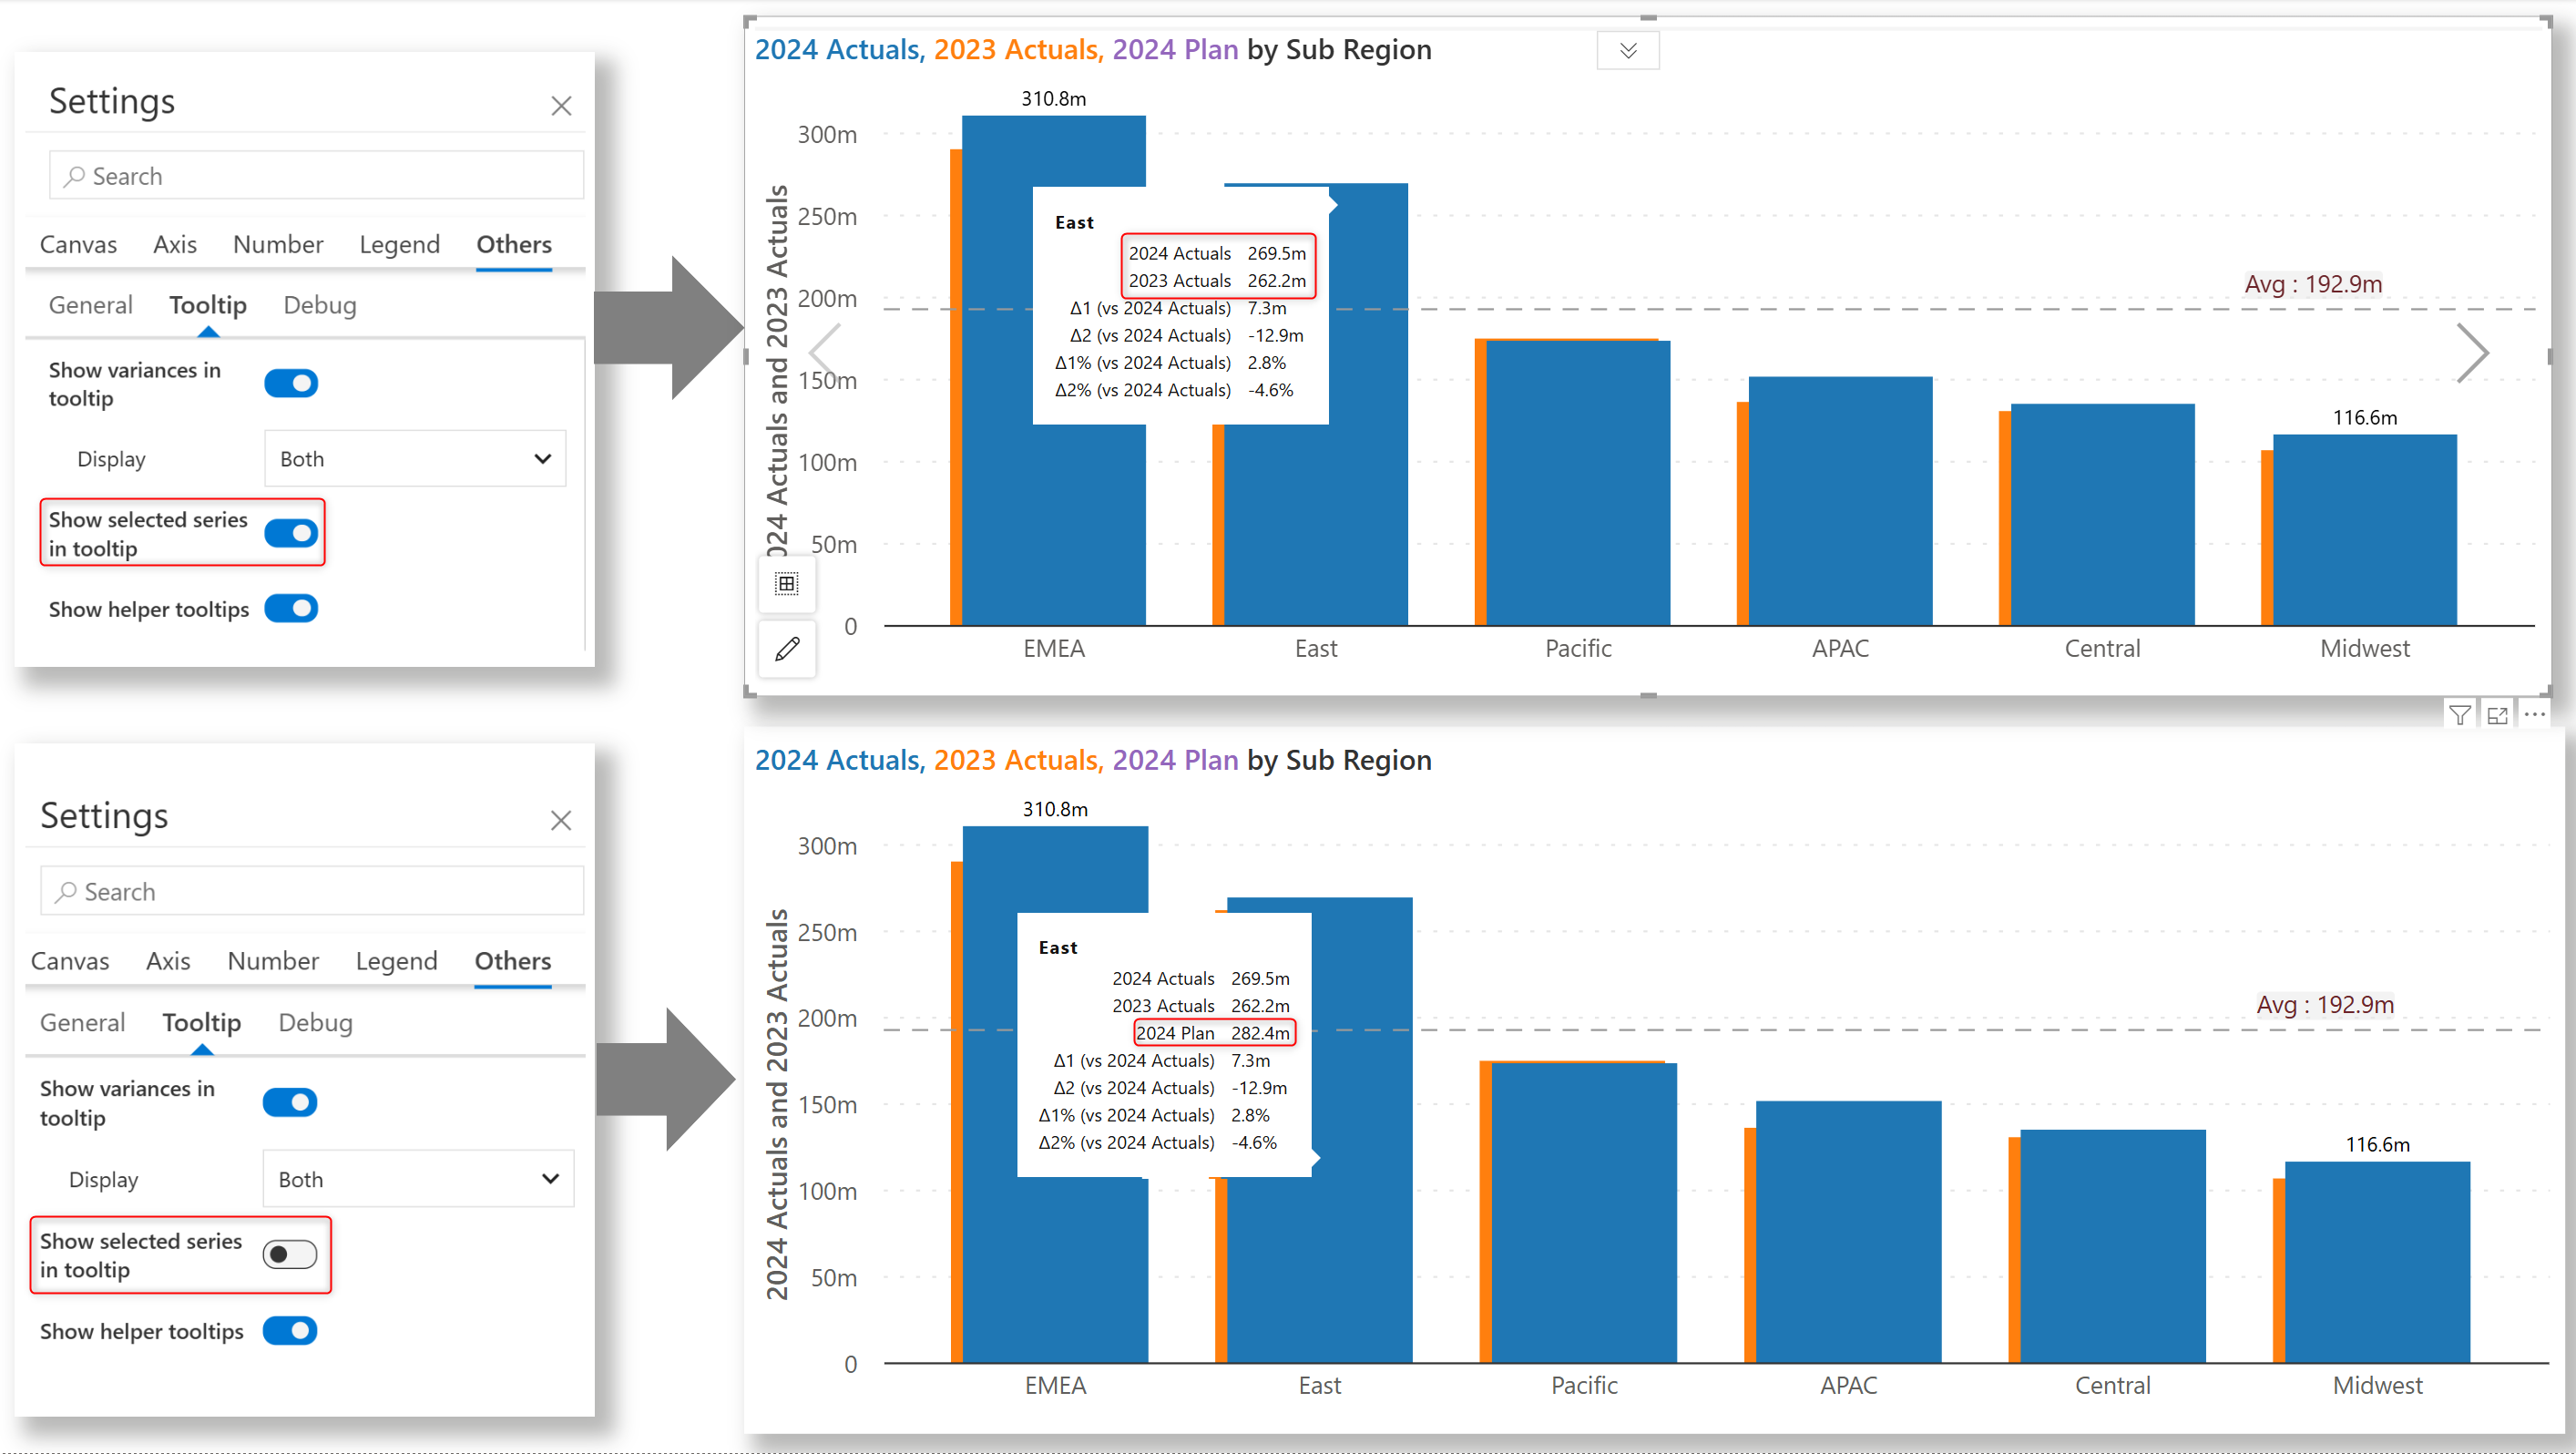 Settings
Search
Canvas Axis Number Legend Others
General Tooltip Debug
Show variances in
tooltip
Display Both
Show selected series
in tooltip
Show helper tooltips
2024 Actuals, 2023 Actuals, 2024 Plan by Sub Region
024 Actuals and 2023 Actuals
300m
250m
200m
150m
100m
50m
0
310.8m
East
2024 Actuals 269.5m
2023 Actuals 262.2m
Δ1 (vs 2024 Actuals) 7.3m
Δ2 (vs 2024 Actuals) -12.9m
Δ1% (vs 2024 Actuals) 2.8%
Δ2% (vs 2024 Actuals) -4.6%
Avg : 192.9m
116.6m
EMEA East Pacific APAC Central Midwest
Settings
Search
Canvas Axis Number Legend Others
General Tooltip Debug
Show variances in
tooltip
Display Both
Show selected series
in tooltip
Show helper tooltips
2024 Actuals, 2023 Actuals, 2024 Plan by Sub Region
2024 Actuals and 2023 Actuals
300m
250m
200m
150m
100m
50m
0
310.8m
East
2024 Actuals 269.5m
2023 Actuals 262.2m
2024 Plan 282.4m
Δ1 (vs 2024 Actuals) 7.3m
Δ2 (vs 2024 Actuals) -12.9m
Δ1% (vs 2024 Actuals) 2.8%
Δ2% (vs 2024 Actuals) -4.6%
Avg : 192.9m
116.6m
EMEA East Pacific APAC Central Midwest